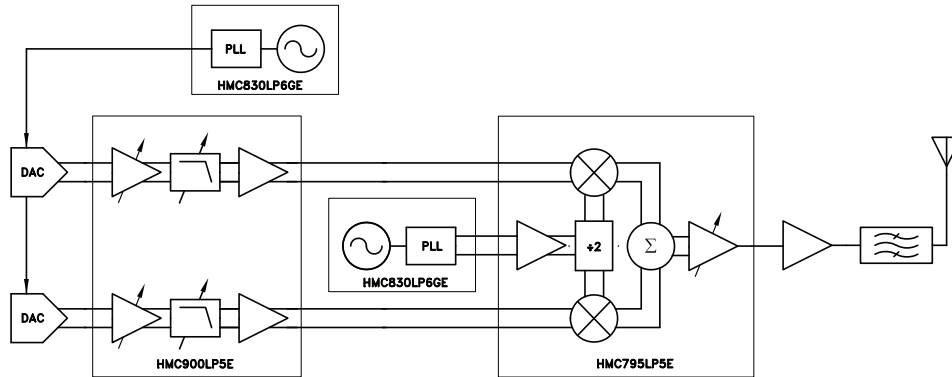 PLL
HMC830LP6GE
DAC
PLL
÷2
Σ
HMC830LP6GE
DAC
HMC900LP5E
HMC795LP5E